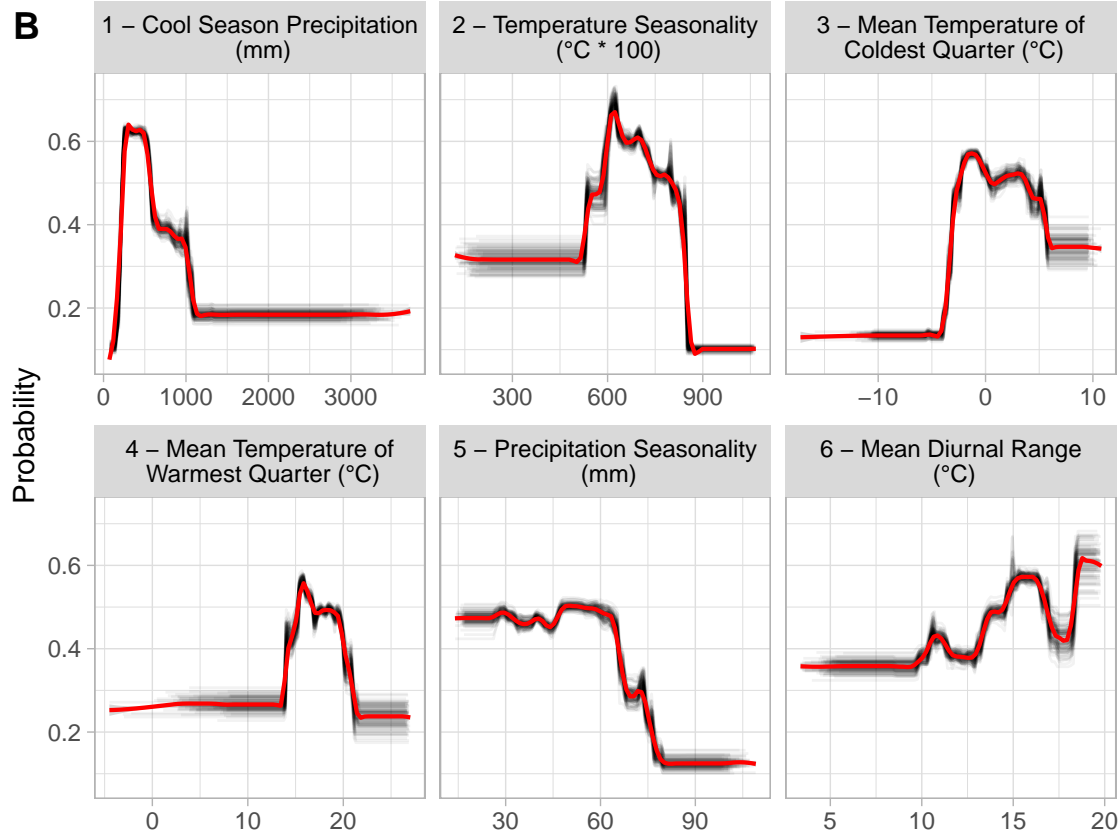 B
1 – Cool Season Precipitation
(mm)
2 – Temperature Seasonality
(°C * 100)
3 – Mean Temperature of
Coldest Quarter (°C)
0.6
0.4
0.2
0 1000 2000 3000
300 600 900
−10 0 10
Probability
4 – Mean Temperature of
Warmest Quarter (°C)
5 – Precipitation Seasonality
(mm)
6 – Mean Diurnal Range
(°C)
0.6
0.4
0.2
0 10 20
30 60 90
5 10 15 20